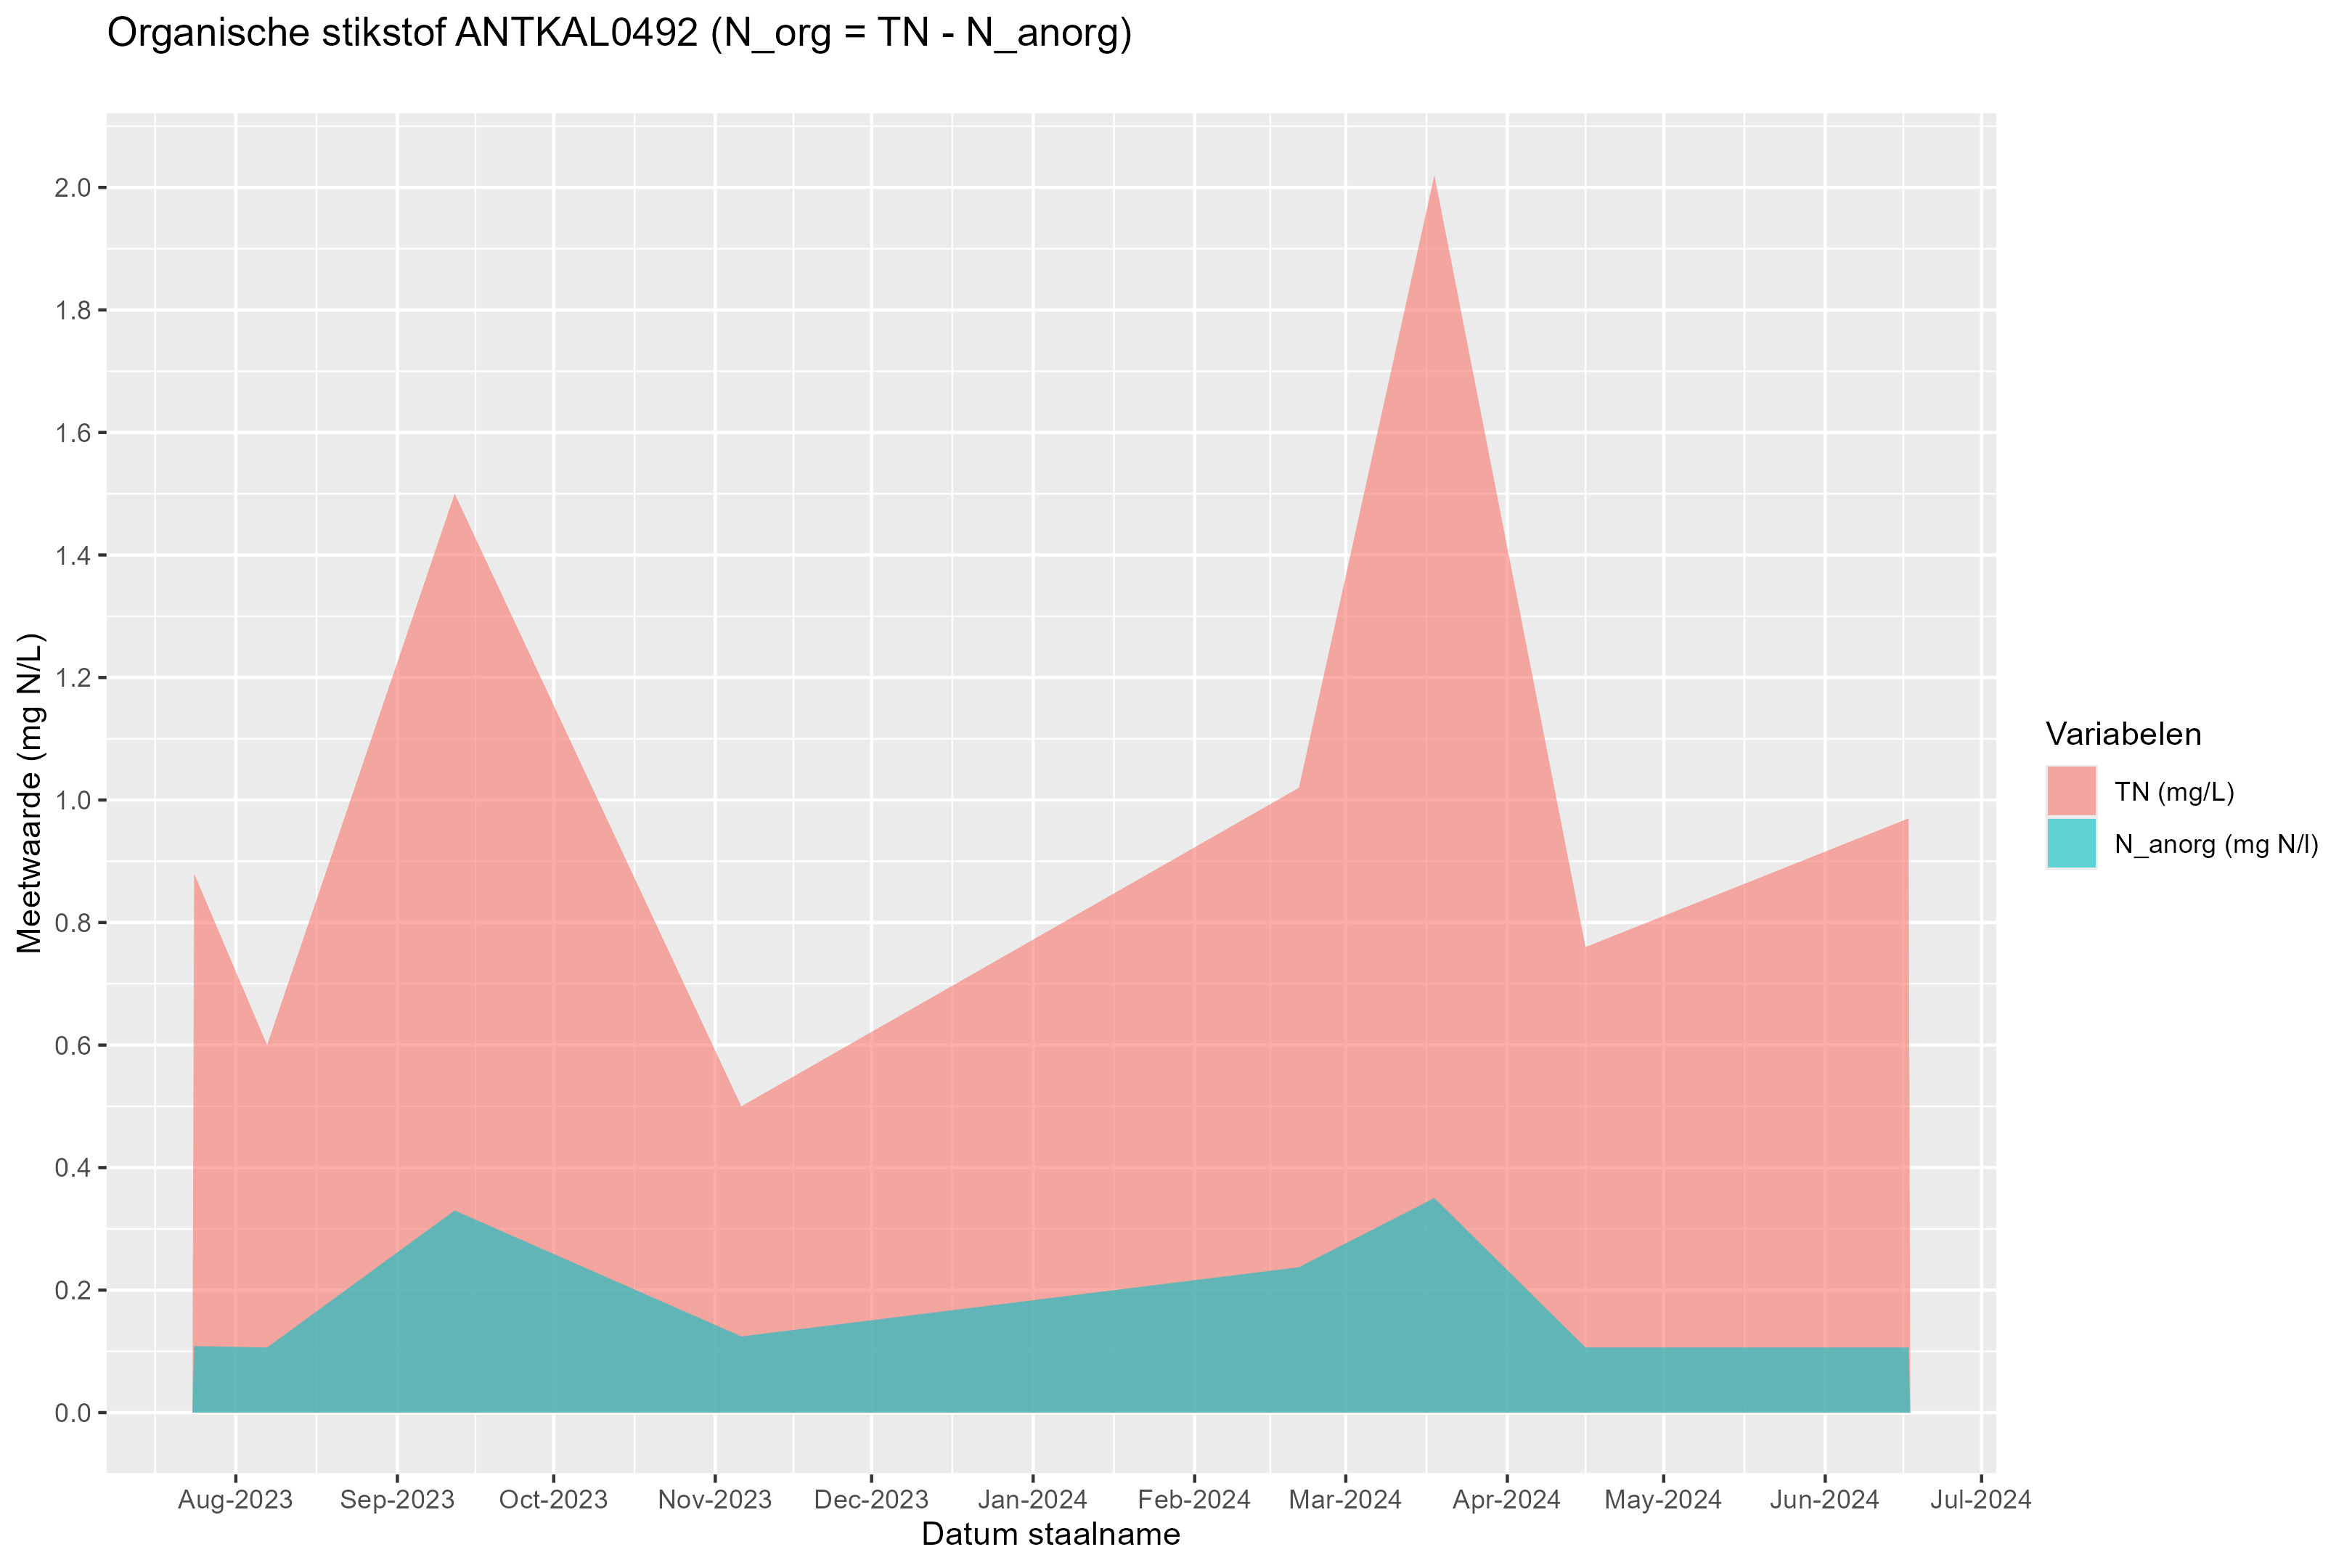 Organische stikstof ANTKAL0492 (N_org = TN - N_anorg)
Meetwaarde (mg N/L)
2.0
1.8
1.6
1.4
1.2
1.0
0.8
0.6
0.4
0.2
0.0
Aug-2023 Sep-2023 Oct-2023 Nov-2023 Dec-2023 Jan-2024 Feb-2024 Mar-2024 Apr-2024 May-2024 Jun-2024 Jul-2024
Datum staalname
Variabelen
TN (mg/L)
N_anorg (mg N/l)